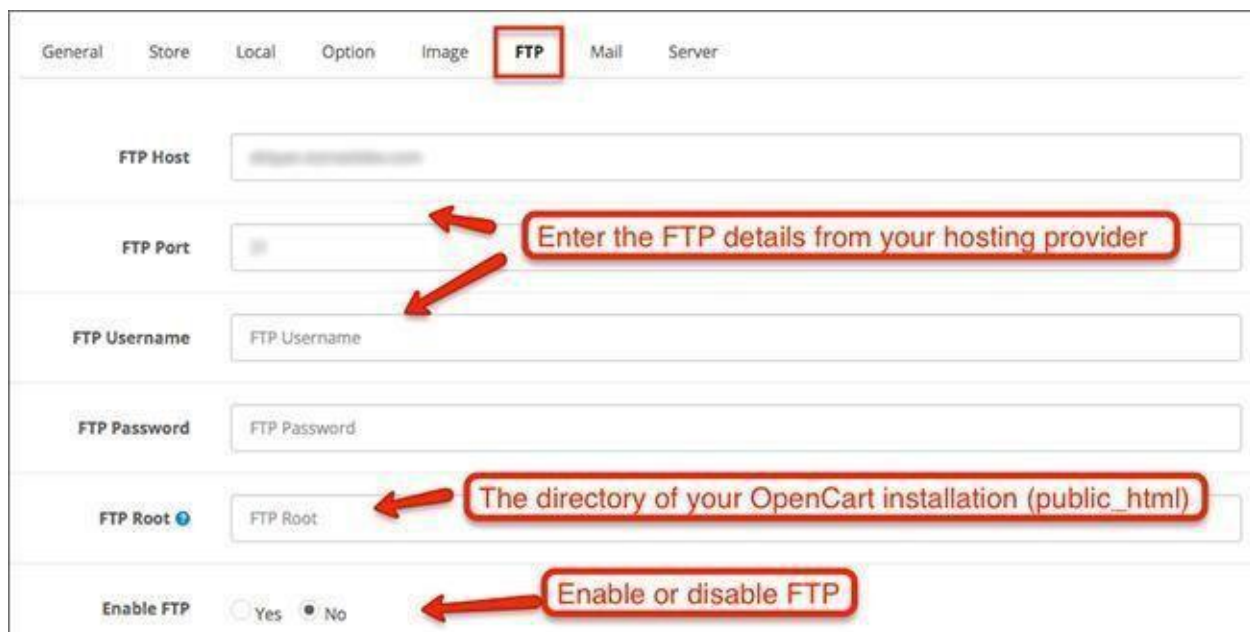 General Store Local Option Image FTP Mail Server
FTP Host
FTP Port
Enter the FTP details from your hosting provider
FTP Username FTP Username
FTP Password FTP Password
The directory of your OpenCart installation (public_html)
FTP Root FTP Root
Enable or disable FTP
Enable FTP Yes No